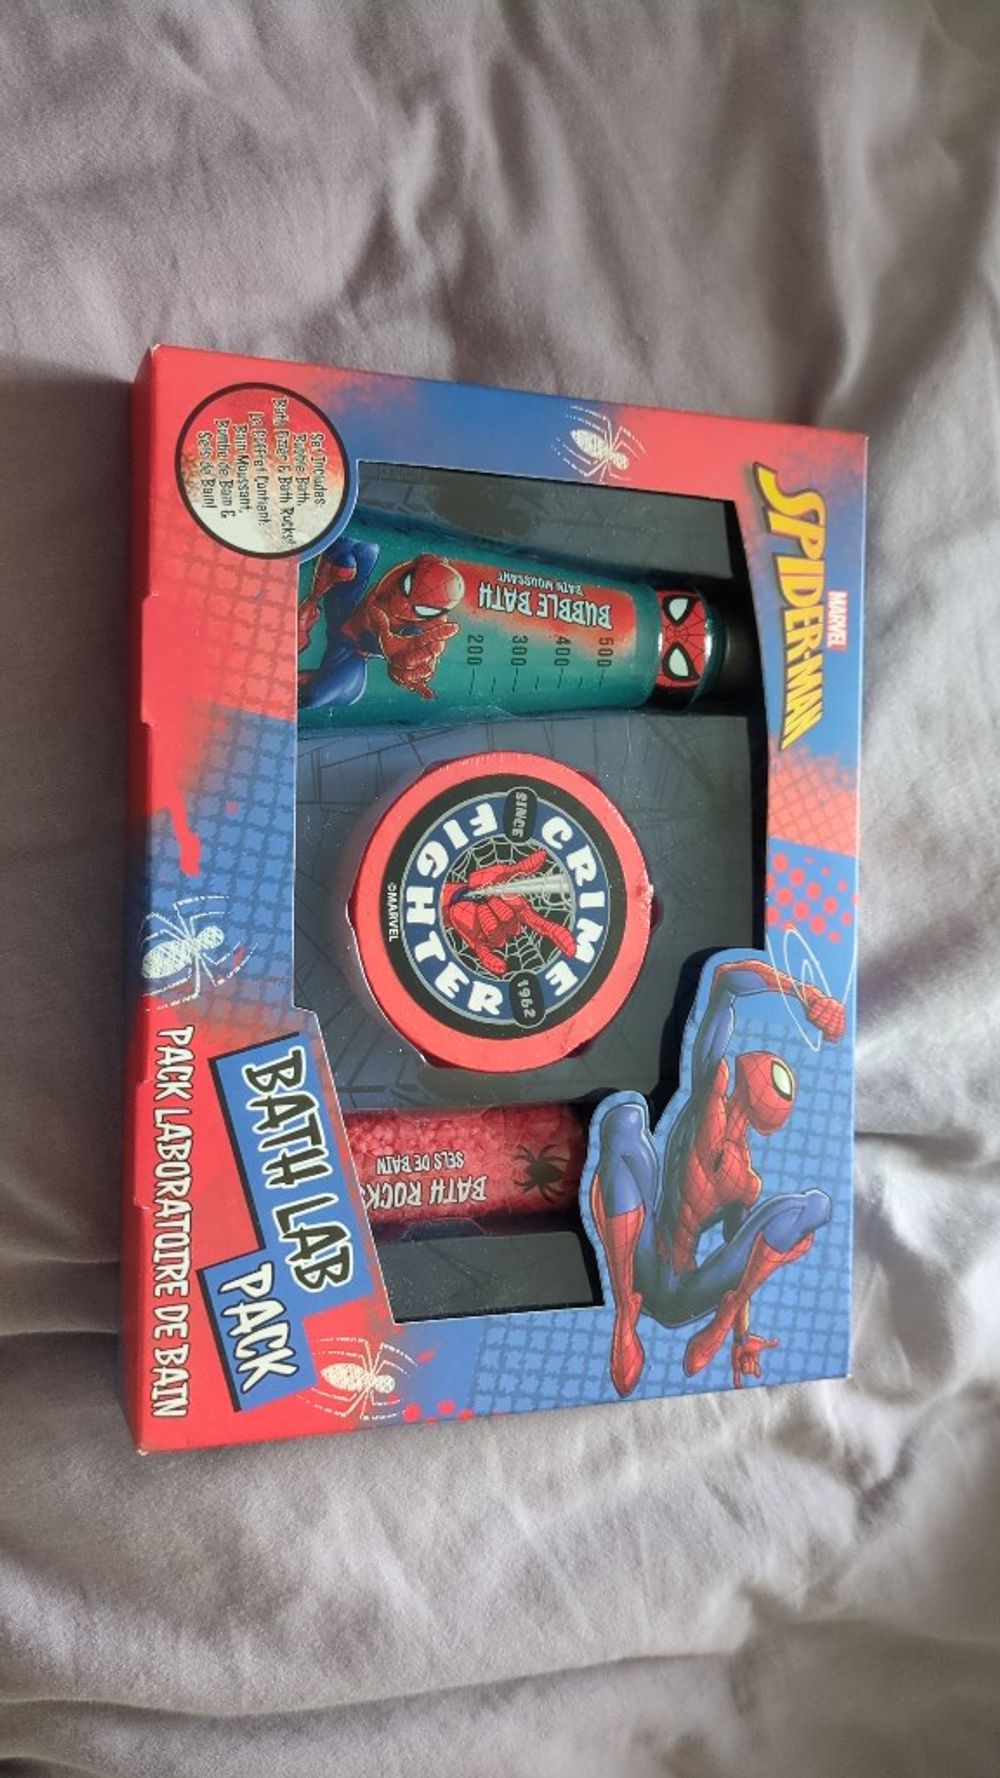 MARVEL
SPIDER-MAN
Set Includes:
Bubble Bath,
Bath Fizzer & Bath Rocks!
Le Coffret Contient:
Bain Moussant,
Bombe de Bain &
Sels de Bain!
500
400
300
200
BUBBLE BATH
BAIN MOUSSANT
CRIME
FIGHTER
SINCE
1962
©MARVEL
BATH ROCKS
SELS DE BAIN
BATH LAB
PACK
PACK LABORATOIRE DE BAIN